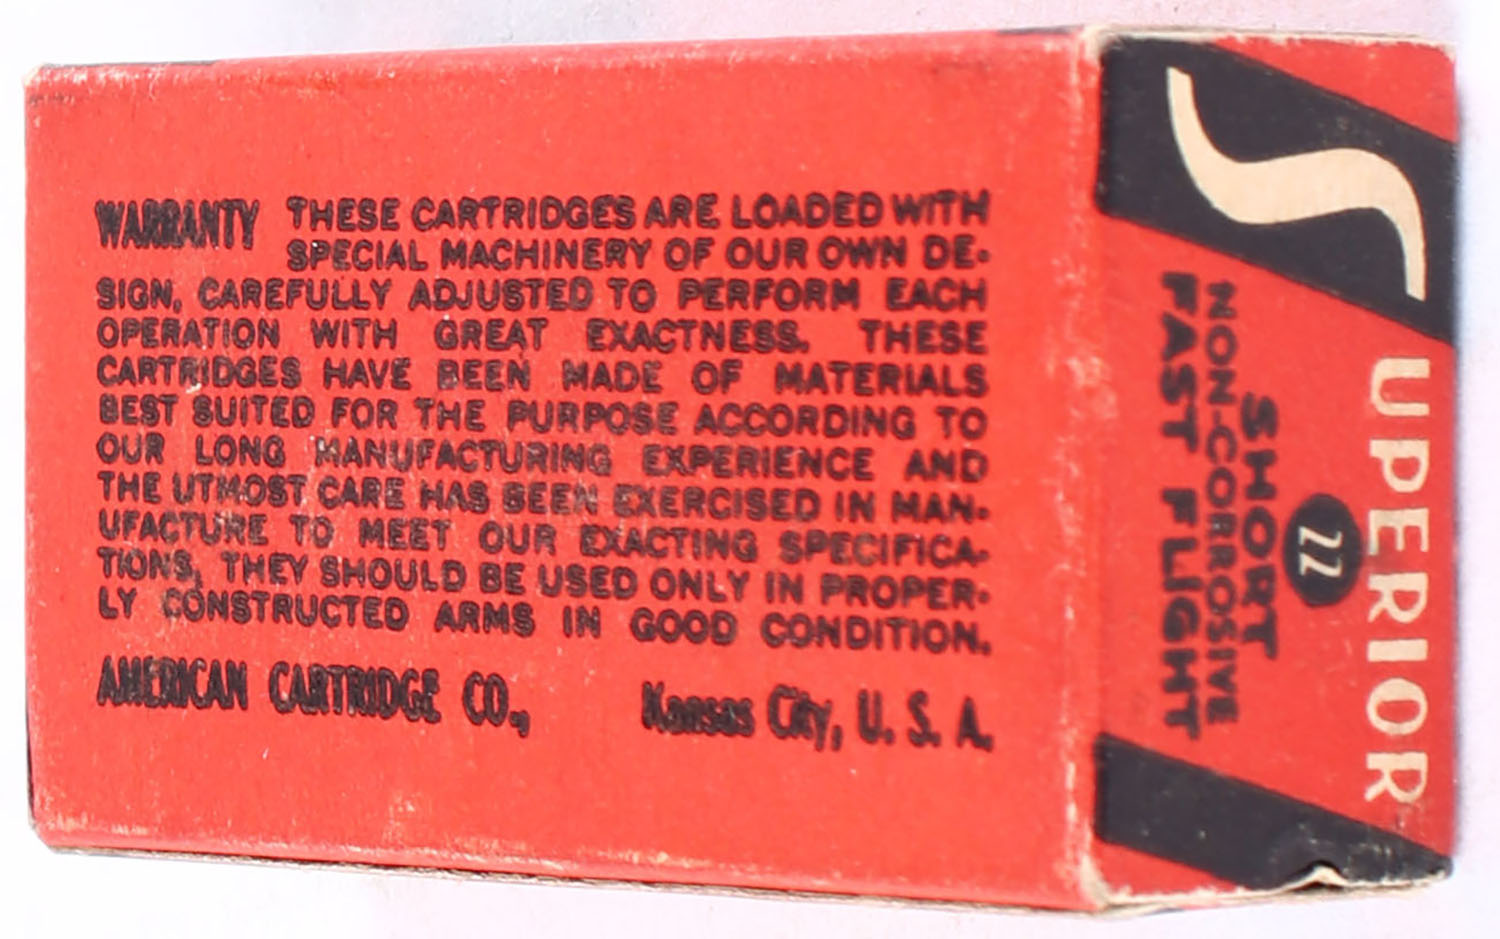 WARRANTY THESE CARTRIDGES ARE LOADED WITH
SPECIAL MACHINERY OF OUR OWN DE-
SIGN, CAREFULLY ADJUSTED TO PERFORM EACH
OPERATION WITH GREAT EXACTNESS. THESE
CARTRIDGES HAVE BEEN MADE OF MATERIALS
BEST SUITED FOR THE PURPOSE ACCORDING TO
OUR LONG MANUFACTURING EXPERIENCE AND
THE UTMOST CARE HAS BEEN EXERCISED IN MAN-
UFACTURE TO MEET OUR EXACTING SPECIFICA-
TIONS, THEY SHOULD BE USED ONLY IN PROPER-
LY CONSTRUCTED ARMS IN GOOD CONDITION.
AMERICAN CARTRIDGE CO., Kansas City, U. S. A.
SUPERIOR
22
SHORT
NON-CORROSIVE
FAST FLIGHT